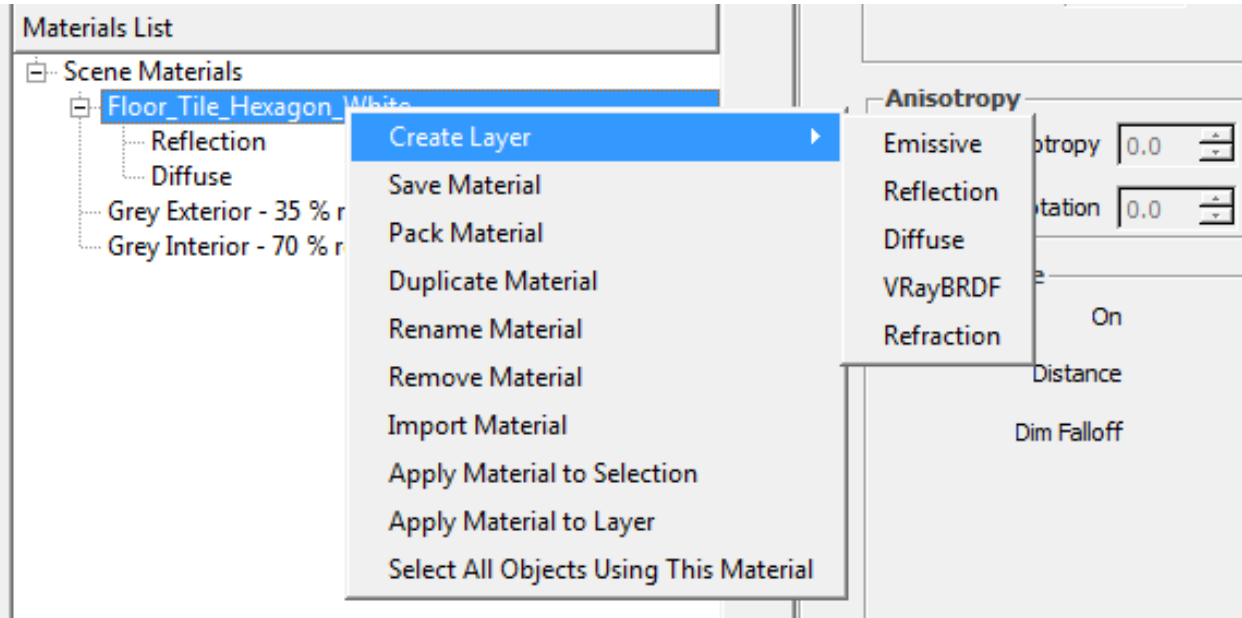 Materials List
Scene Materials
Floor_Tile_Hexagon_White
Reflection
Diffuse
Grey Exterior - 35 %
Grey Interior - 70 %
Create Layer
Save Material
Pack Material
Duplicate Material
Rename Material
Remove Material
Import Material
Apply Material to Selection
Apply Material to Layer
Select All Objects Using This Material
Emissive
Reflection
Diffuse
VRayBRDF
Refraction
Anisotropy
0.0
0.0
On
Distance
Dim Falloff